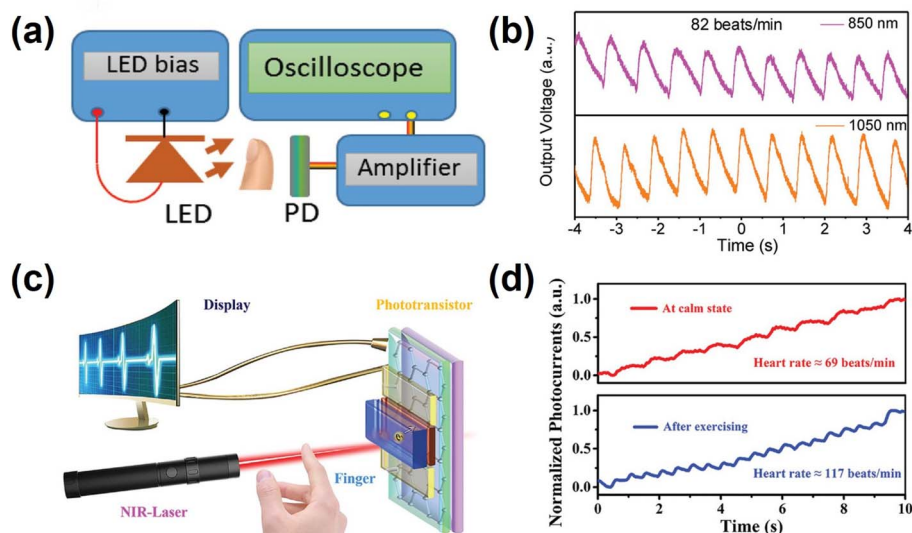 (a)
LED bias
Oscilloscope
Amplifier
LED
PD
(b)
82 beats/min
850 nm
1050 nm
Output Voltage (a.u.)
-4 -3 -2 -1 0 1 2 3 4
Time (s)
(c)
Display
Phototransistor
Finger
NIR-Laser
(d)
Normalized Photocurrents (a.u.)
1.0
0.5
0.0
At calm state
Heart rate ≈ 69 beats/min
1.0
0.5
0.0
After exercising
Heart rate ≈ 117 beats/min
0 2 4 6 8 10
Time (s)